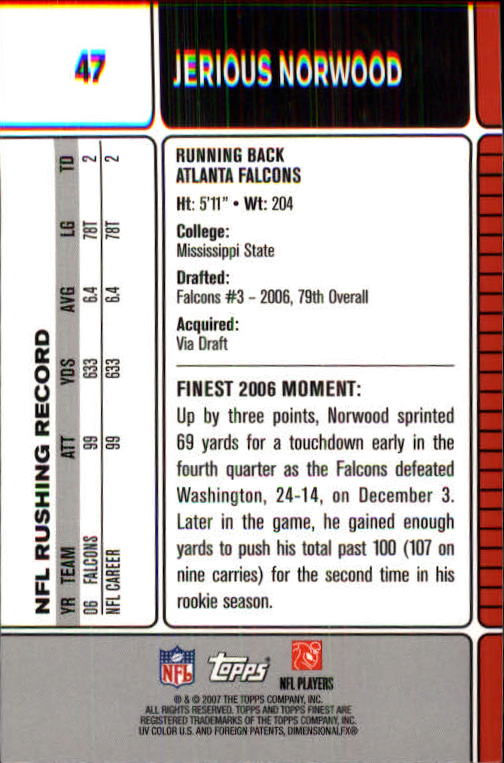 47
JERIOUS NORWOOD
NFL RUSHING RECORD
YR TEAM ATT YDS AVG LG TD
06 FALCONS 99 633 6.4 78T 2
NFL CAREER 99 633 6.4 78T 2
RUNNING BACK
ATLANTA FALCONS
Ht: 5'11" • Wt: 204
College:
Mississippi State
Drafted:
Falcons #3 – 2006, 79th Overall
Acquired:
Via Draft
FINEST 2006 MOMENT:
Up by three points, Norwood sprinted
69 yards for a touchdown early in the
fourth quarter as the Falcons defeated
Washington, 24-14, on December 3.
Later in the game, he gained enough
yards to push his total past 100 (107 on
nine carries) for the second time in his
rookie season.
NFL
Topps
NFL PLAYERS
® & © 2007 THE TOPPS COMPANY, INC.
ALL RIGHTS RESERVED. TOPPS AND TOPPS FINEST ARE
REGISTERED TRADEMARKS OF THE TOPPS COMPANY, INC.
UV COLOR U.S. AND FOREIGN PATENTS, DIMENSIONALFX®